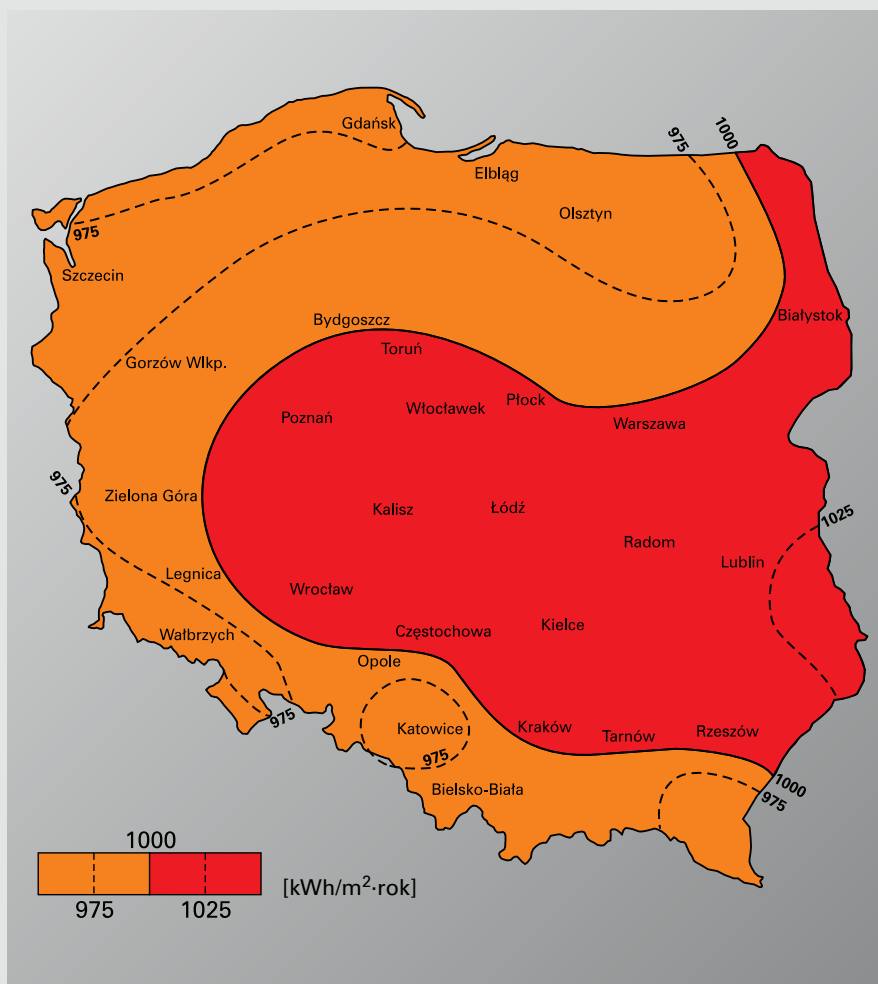 Gdańsk
975
1000
Elbląg
Olsztyn
975
Szczecin
Białystok
Bydgoszcz
Toruń
Gorzów Wlkp.
Płock
Włocławek
Poznań
Warszawa
975
Zielona Góra
Kalisz
Łódź
1025
Radom
Lublin
Legnica
Wrocław
Kielce
Częstochowa
Wałbrzych
Opole
975
Katowice
Kraków
Tarnów
Rzeszów
975
1000
975
Bielsko-Biała
1000
[kWh/m²·rok]
975
1025